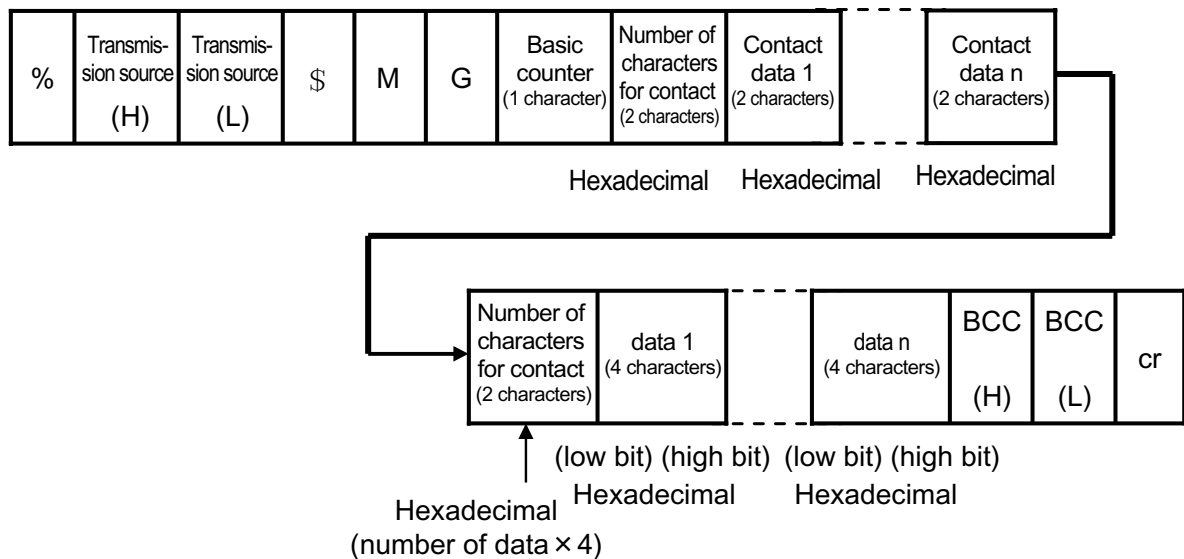 %
Transmis-
sion source
(H)
Transmis-
sion source
(L)
$
M
G
Basic
counter
(1 character)
Number of
characters
for contact
(2 characters)
Contact
data 1
(2 characters)
Contact
data n
(2 characters)
Hexadecimal
Hexadecimal
Hexadecimal
Number of
characters
for contact
(2 characters)
data 1
(4 characters)
data n
(4 characters)
BCC
(H)
BCC
(L)
cr
(low bit) (high bit)
Hexadecimal
(low bit) (high bit)
Hexadecimal
Hexadecimal
(number of data × 4)